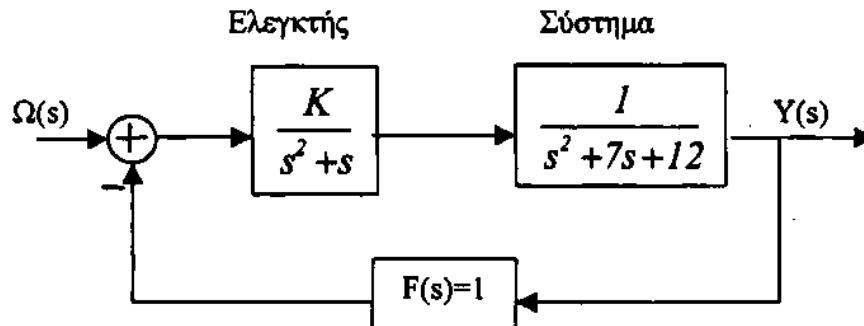 Ελεγκτής
Σύστημα
Ω(s)
+
−
K
s² +s
1
s² +7s+12
Y(s)
F(s)=1